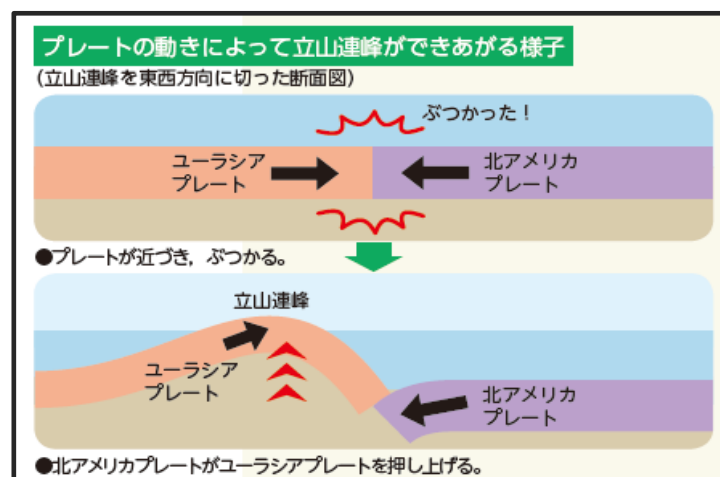 プレートの動きによって立山連峰ができあがる様子
（立山連峰を東西方向に切った断面図）
ぶつかった！
ユーラシア
プレート
北アメリカ
プレート
●プレートが近づき，ぶつかる。
立山連峰
ユーラシア
プレート
北アメリカ
プレート
●北アメリカプレートがユーラシアプレートを押し上げる。